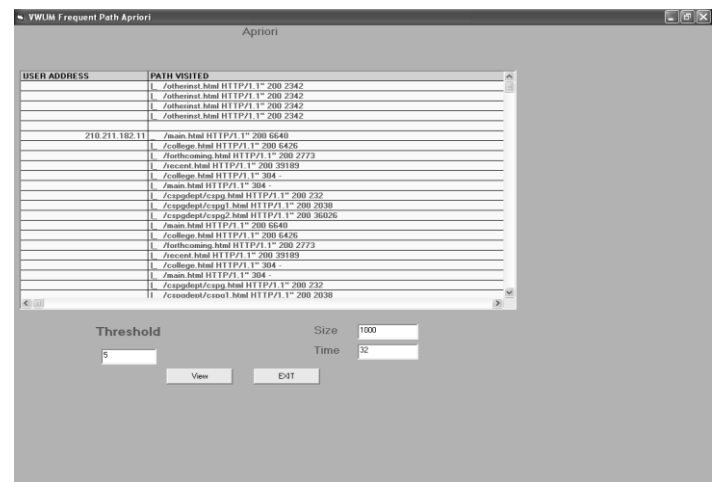 VWUM Frequent Path Apriori
Apriori
USER ADDRESS PATH VISITED
|_ /otherinst.html HTTP/1.1" 200 2342
|_ /otherinst.html HTTP/1.1" 200 2342
|_ /otherinst.html HTTP/1.1" 200 2342
|_ /otherinst.html HTTP/1.1" 200 2342
210.211.182.11 _ /main.html HTTP/1.1" 200 6640
|_ /college.html HTTP/1.1" 200 6426
|_ /forthcoming.html HTTP/1.1" 200 2773
|_ /recent.html HTTP/1.1" 200 39189
|_ /college.html HTTP/1.1" 304 -
|_ /main.html HTTP/1.1" 304 -
|_ /cspgdept/cspg.html HTTP/1.1" 200 232
|_ /cspgdept/cspg1.html HTTP/1.1" 200 2038
|_ /cspgdept/cspg2.html HTTP/1.1" 200 36026
|_ /main.html HTTP/1.1" 200 6640
|_ /college.html HTTP/1.1" 200 6426
|_ /forthcoming.html HTTP/1.1" 200 2773
|_ /recent.html HTTP/1.1" 200 39189
|_ /college.html HTTP/1.1" 304 -
|_ /main.html HTTP/1.1" 304 -
|_ /cspgdept/cspg.html HTTP/1.1" 200 232
|_ /cspgdept/cspg1.html HTTP/1.1" 200 2038
Threshold
Size 1000
Time 32
5
View EXIT